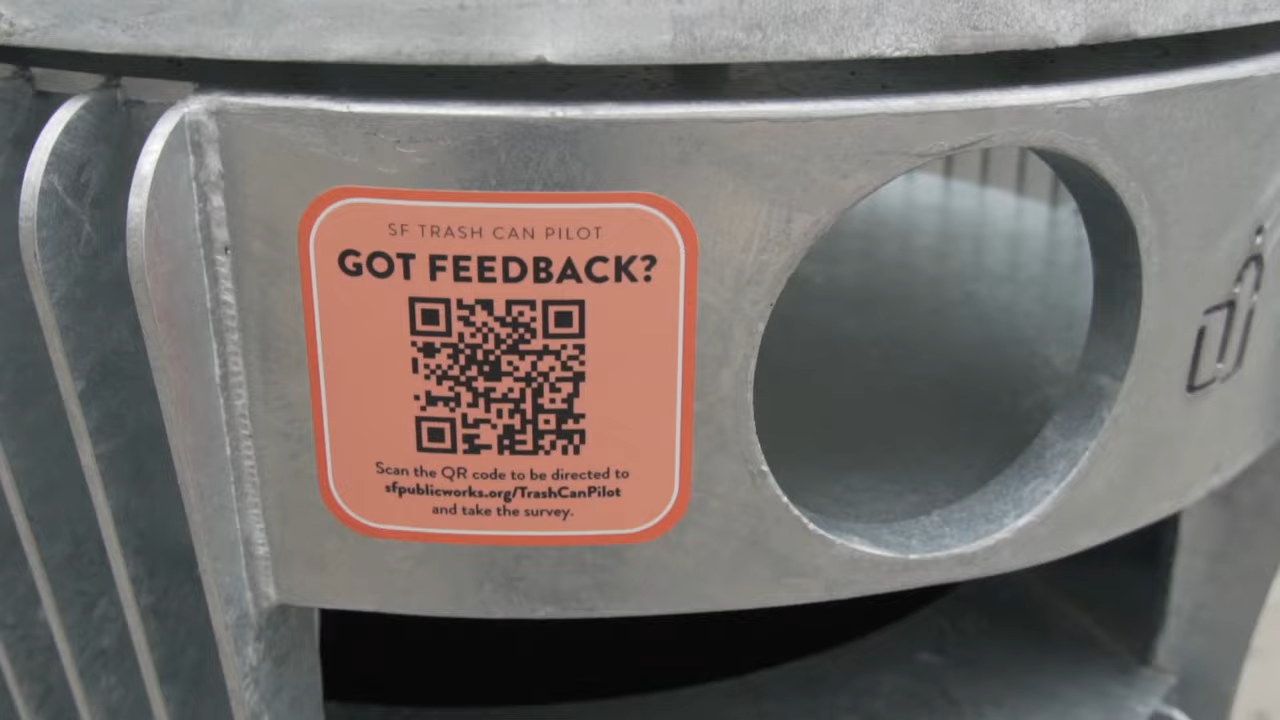 SF TRASH CAN PILOT
GOT FEEDBACK?
Scan the QR code to be directed to
sfpublicworks.org/TrashCanPilot
and take the survey.